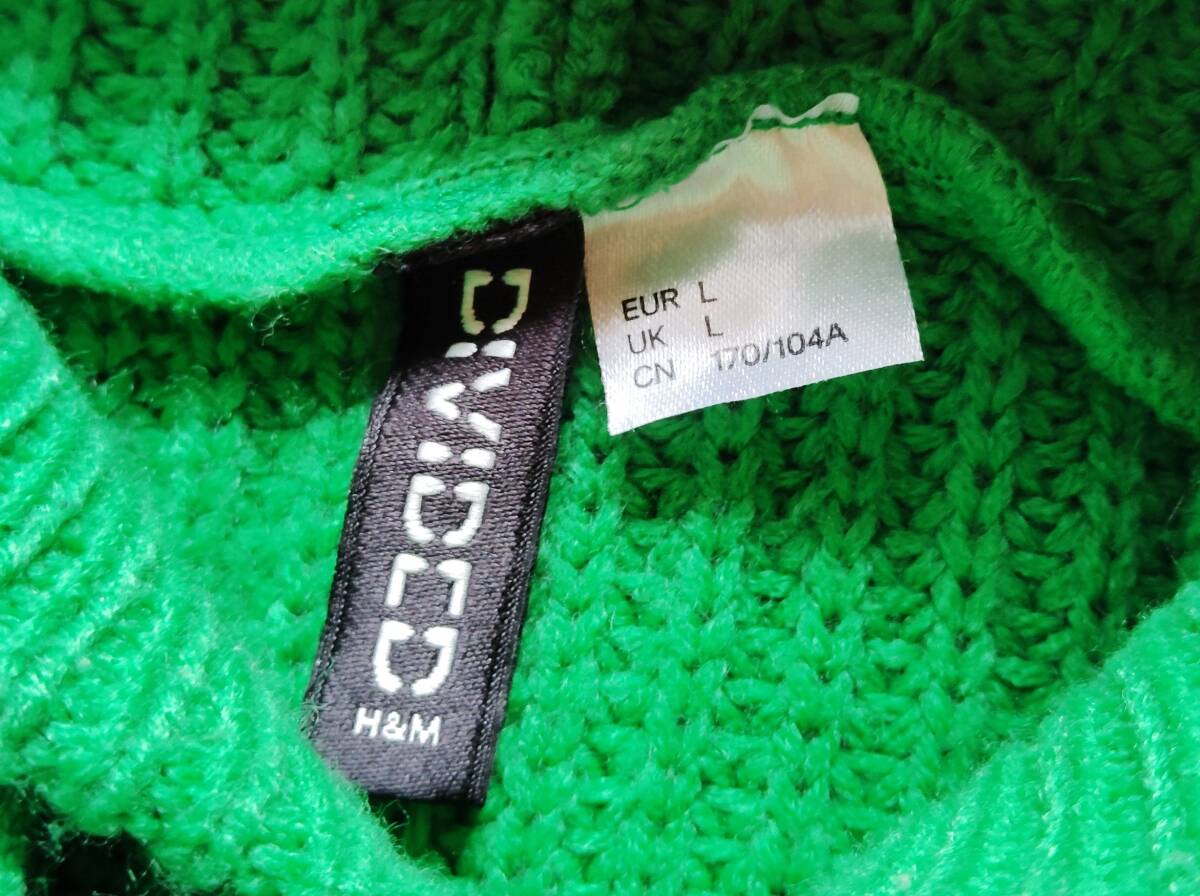 DIVIDED
H&M
EUR L
UK L
CN 170/104A